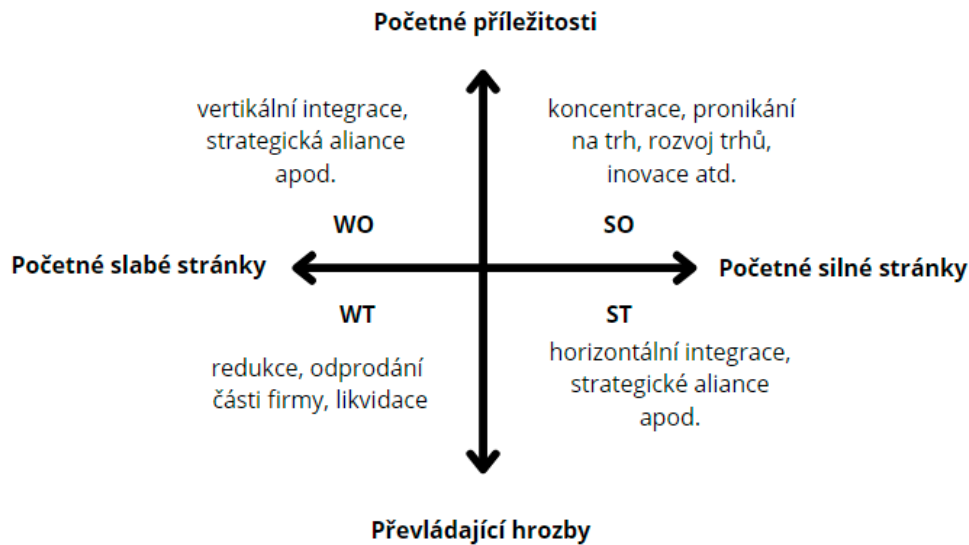 Početné příležitosti
vertikální integrace,
strategická aliance
apod.
koncentrace, pronikání
na trh, rozvoj trhů,
inovace atd.
WO
SO
Početné slabé stránky
Početné silné stránky
WT
ST
redukce, odprodání
části firmy, likvidace
horizontální integrace,
strategické aliance
apod.
Převládající hrozby